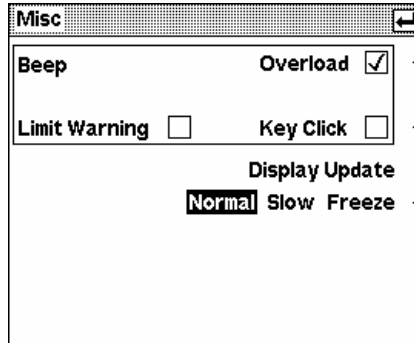 Misc
Beep Overload
Limit Warning Key Click
Display Update
Normal Slow Freeze